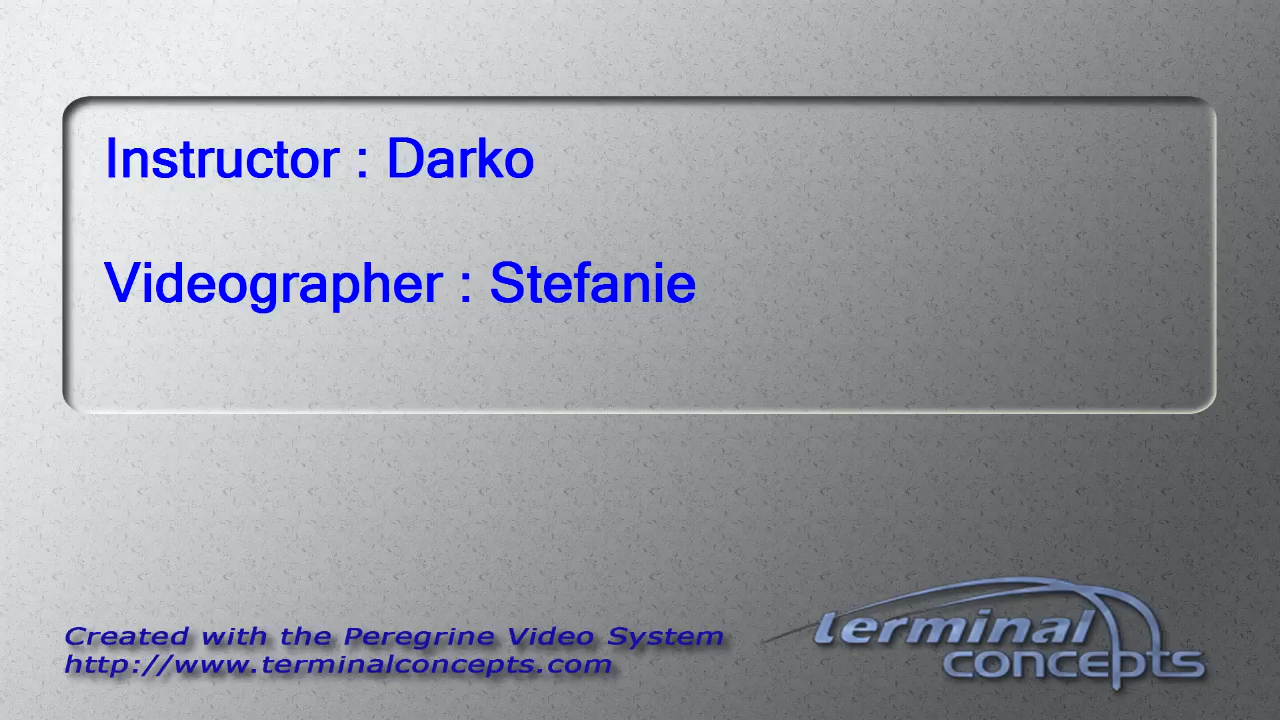 Instructor : Darko
Videographer : Stefanie
Created with the Peregrine Video System
http://www.terminalconcepts.com
terminal
concepts